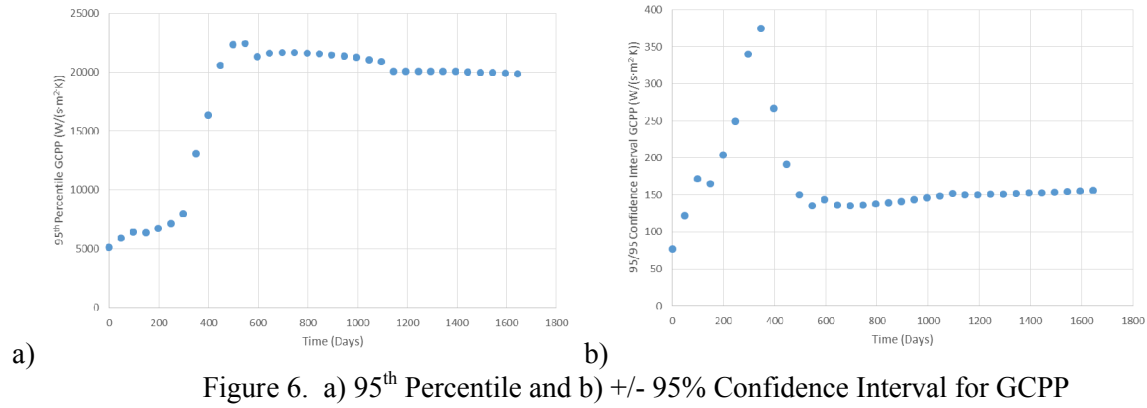 25000
20000
15000
10000
5000
0
95th Percentile GCPP (W/(s·m²·K))
0 200 400 600 800 1000 1200 1400 1600 1800
Time (Days)
a)
400
350
300
250
200
150
100
50
0
95/95 Confidence Interval GCPP (W/(s·m²·K))
0 200 400 600 800 1000 1200 1400 1600 1800
Time (Days)
b)
Figure 6. a) 95th Percentile and b) +/- 95% Confidence Interval for GCPP